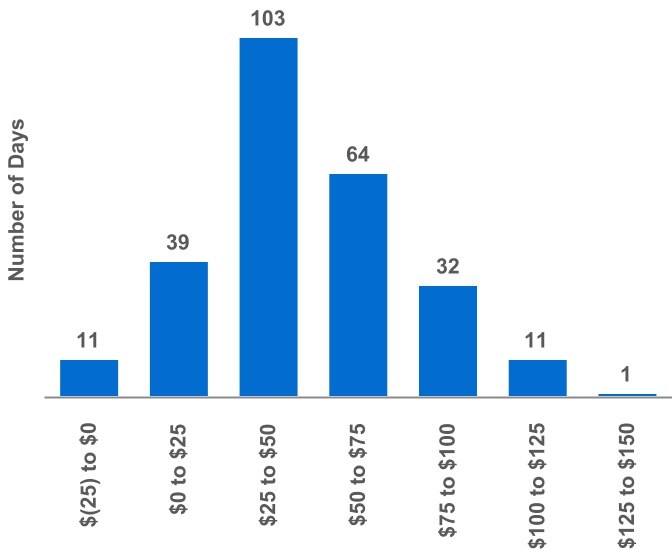 103
64
39
32
11
11
1
Number of Days
$(25) to $0
$0 to $25
$25 to $50
$50 to $75
$75 to $100
$100 to $125
$125 to $150